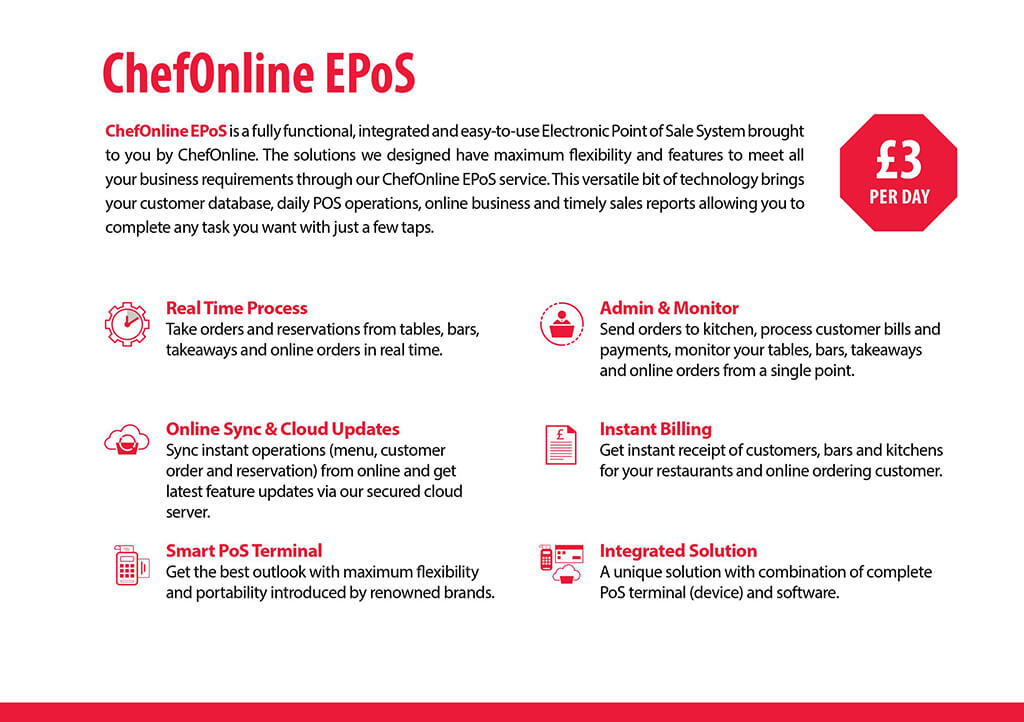 ChefOnline EPoS
ChefOnline EPoS is a fully functional, integrated and easy-to-use Electronic Point of Sale System brought
to you by ChefOnline. The solutions we designed have maximum flexibility and features to meet all
your business requirements through our ChefOnline EPoS service. This versatile bit of technology brings
your customer database, daily POS operations, online business and timely sales reports allowing you to
complete any task you want with just a few taps.
£3
PER DAY
Real Time Process
Take orders and reservations from tables, bars,
takeaways and online orders in real time.
Admin & Monitor
Send orders to kitchen, process customer bills and
payments, monitor your tables, bars, takeaways
and online orders from a single point.
Online Sync & Cloud Updates
Sync instant operations (menu, customer
order and reservation) from online and get
latest feature updates via our secured cloud
server.
£
Instant Billing
Get instant receipt of customers, bars and kitchens
for your restaurants and online ordering customer.
Smart PoS Terminal
Get the best outlook with maximum flexibility
and portability introduced by renowned brands.
Integrated Solution
A unique solution with combination of complete
PoS terminal (device) and software.